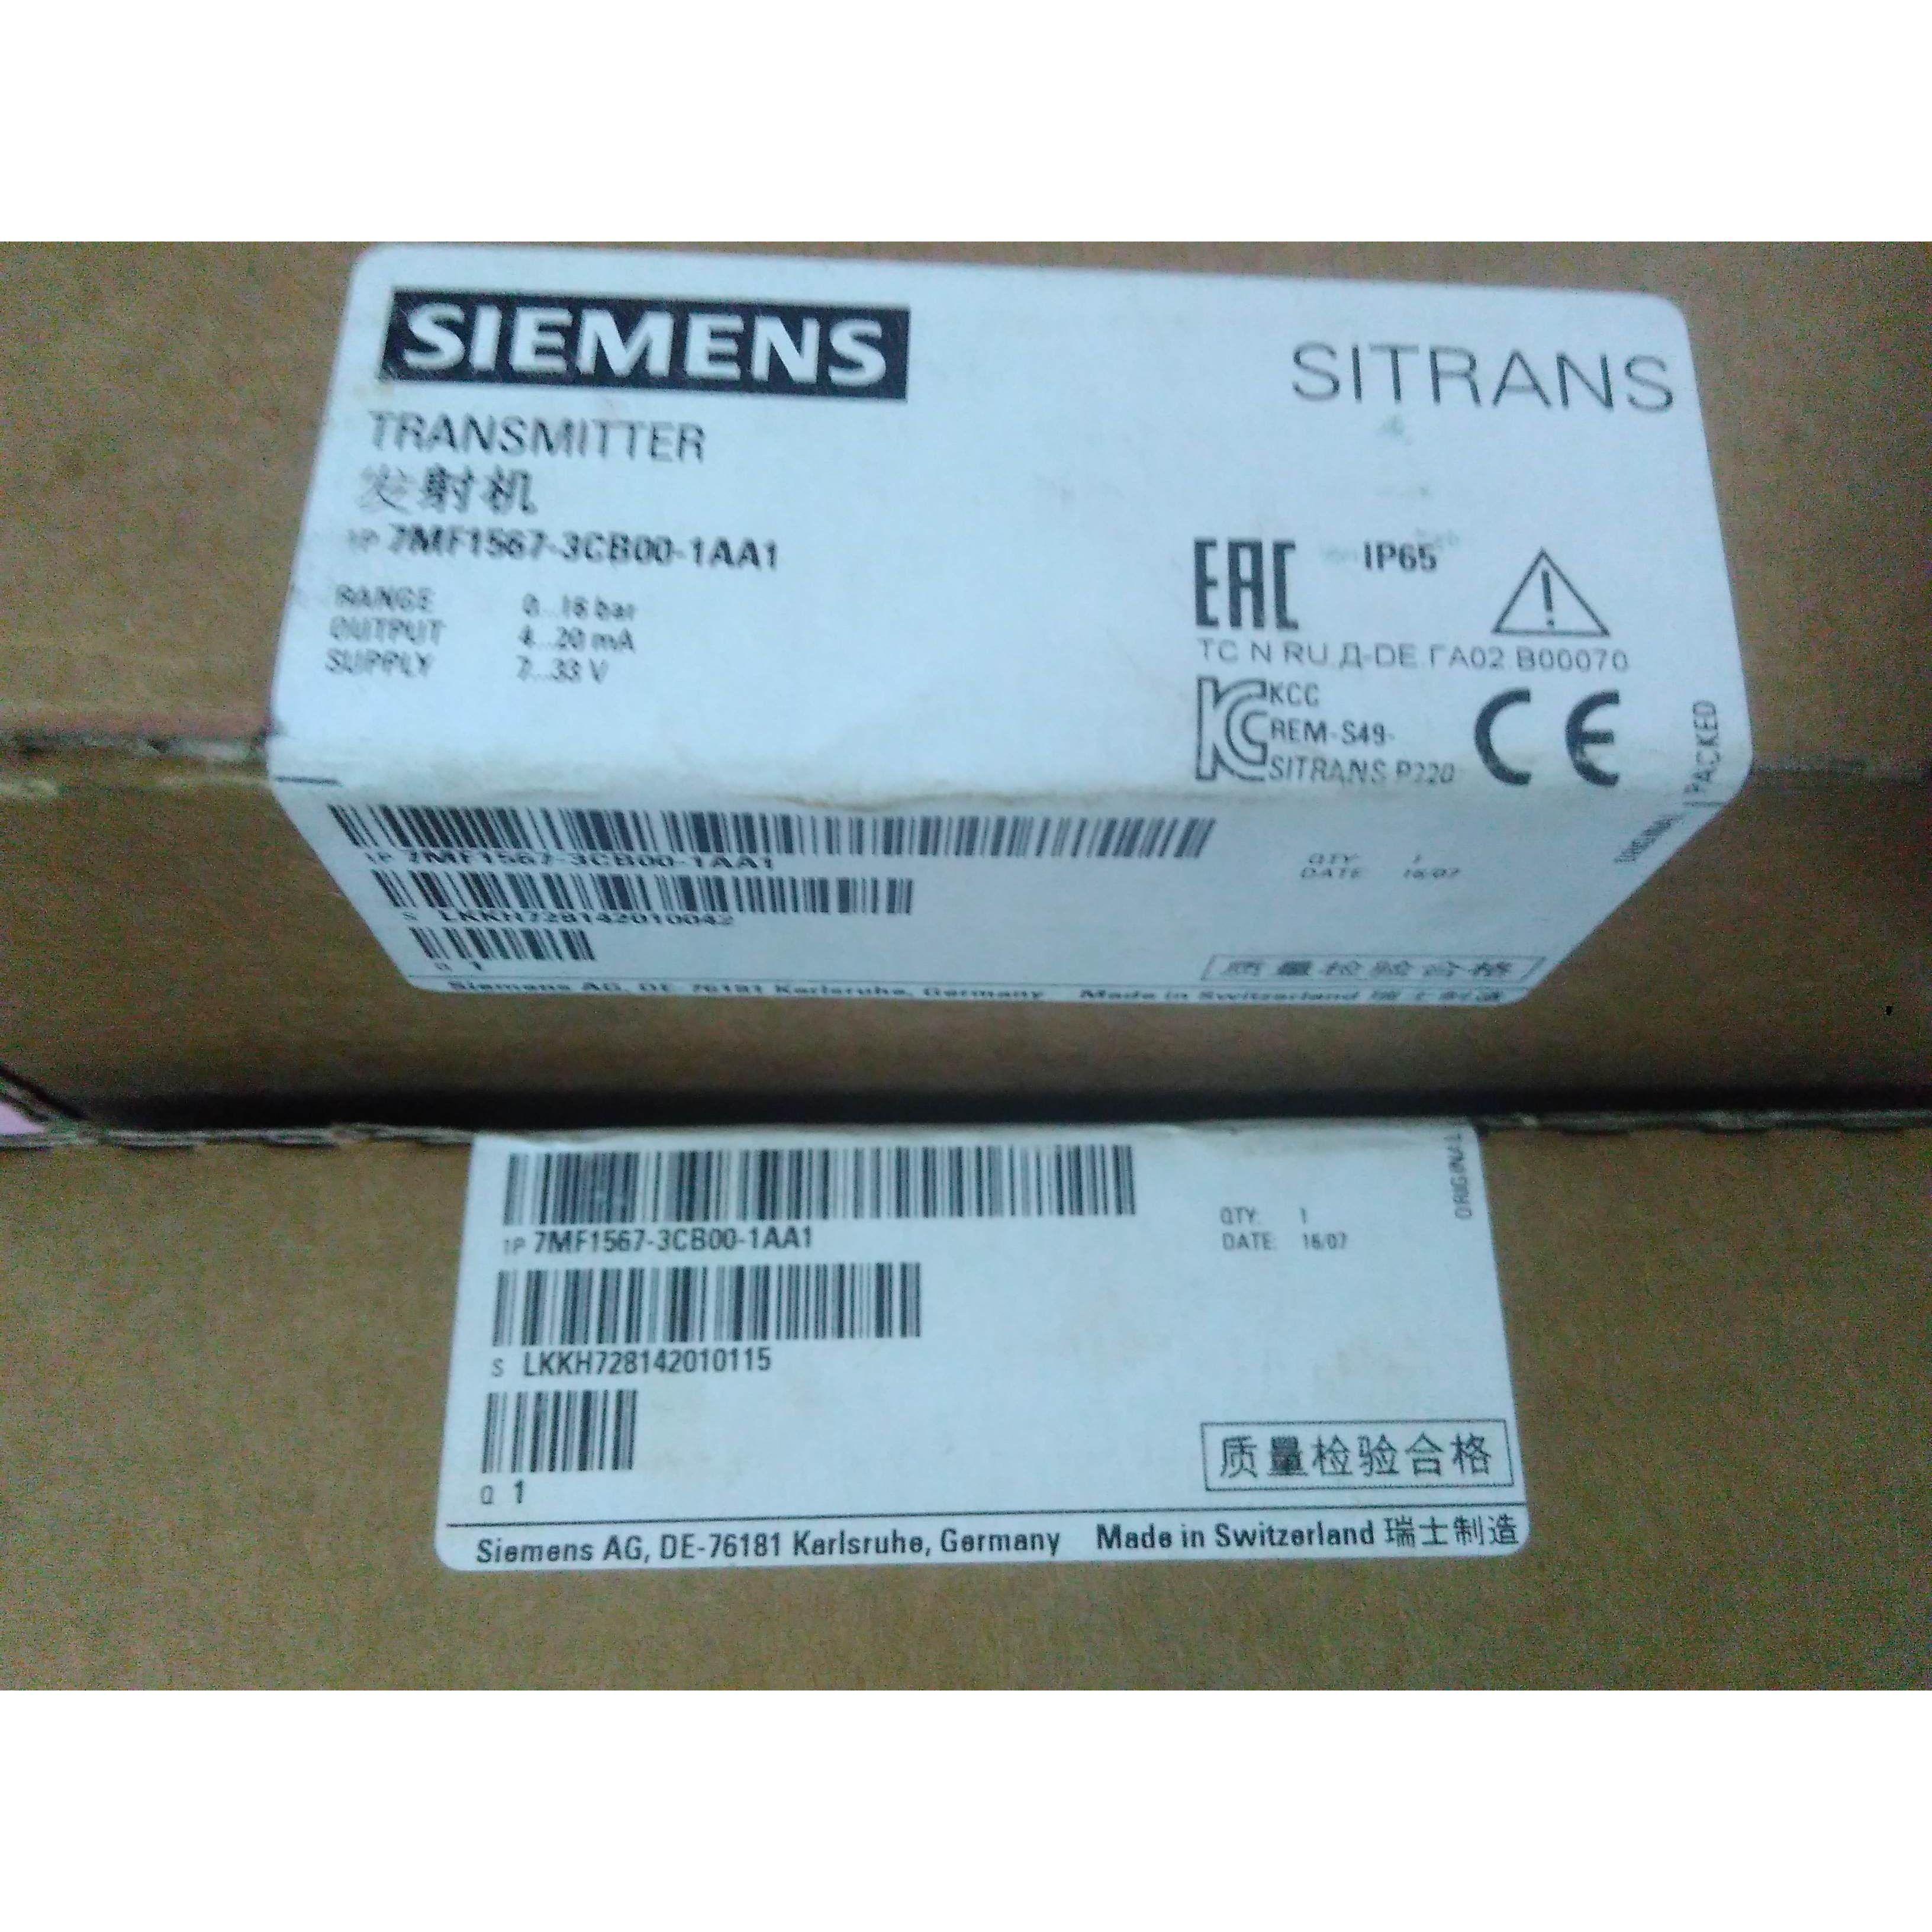 SIEMENS
SITRANS
TRANSMITTER
发射机
1P 7MF1567-3CB00-1AA1
RANGE 0...16 bar
OUTPUT 4...20 mA
SUPPLY 7...33 V
EAC IP65
TC N RU Д-DE.ГА02.B00070
KCC
REM-S49-
SITRANS P220
CE
ORIGINAL PACKED
1P 7MF1567-3CB00-1AA1
QTY: 1
DATE: 16/07
S LKKH728142010042
Q 1
质量检验合格
Siemens AG, DE-76181 Karlsruhe, Germany Made in Switzerland 瑞士制造
ORIGINAL
1P 7MF1567-3CB00-1AA1
QTY: 1
DATE: 16/07
S LKKH728142010115
Q 1
质量检验合格
Siemens AG, DE-76181 Karlsruhe, Germany Made in Switzerland 瑞士制造